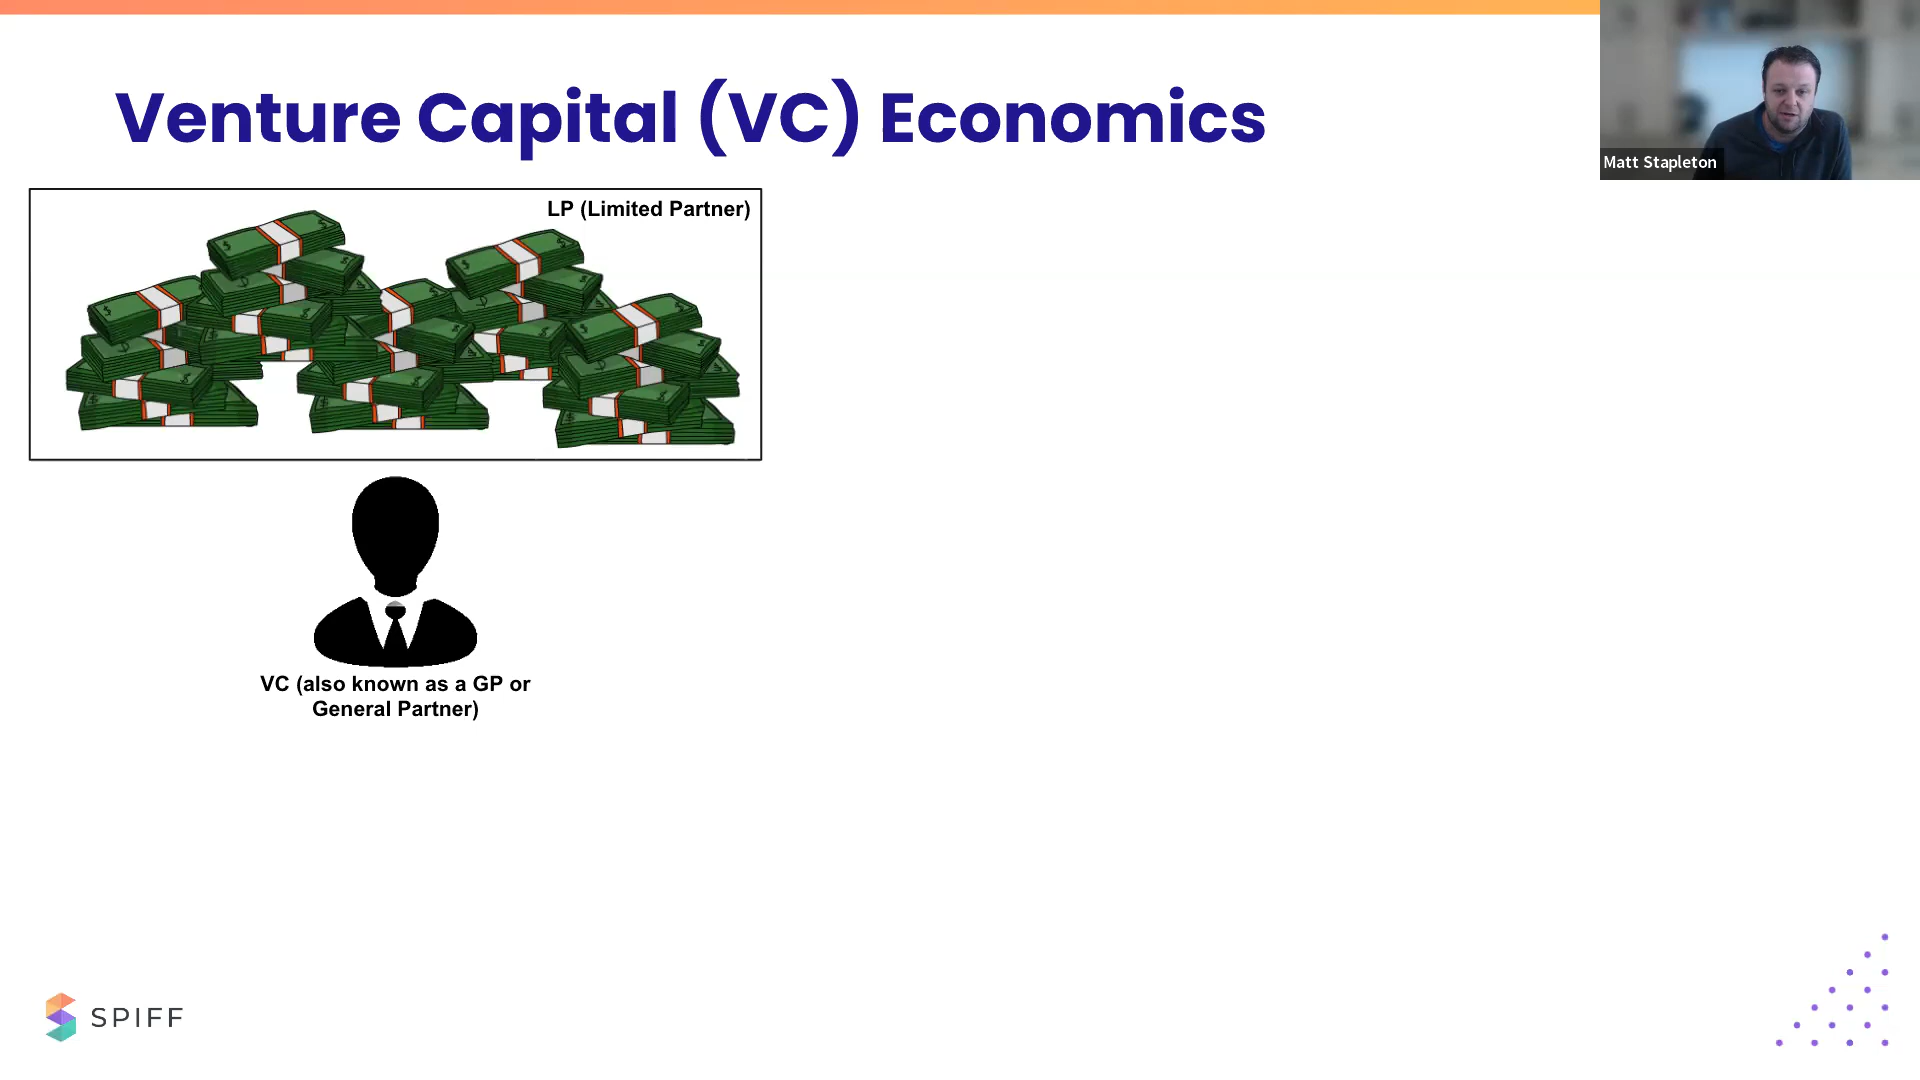 Venture Capital (VC) Economics
Matt Stapleton
LP (Limited Partner)
VC (also known as a GP or
General Partner)
SPIFF